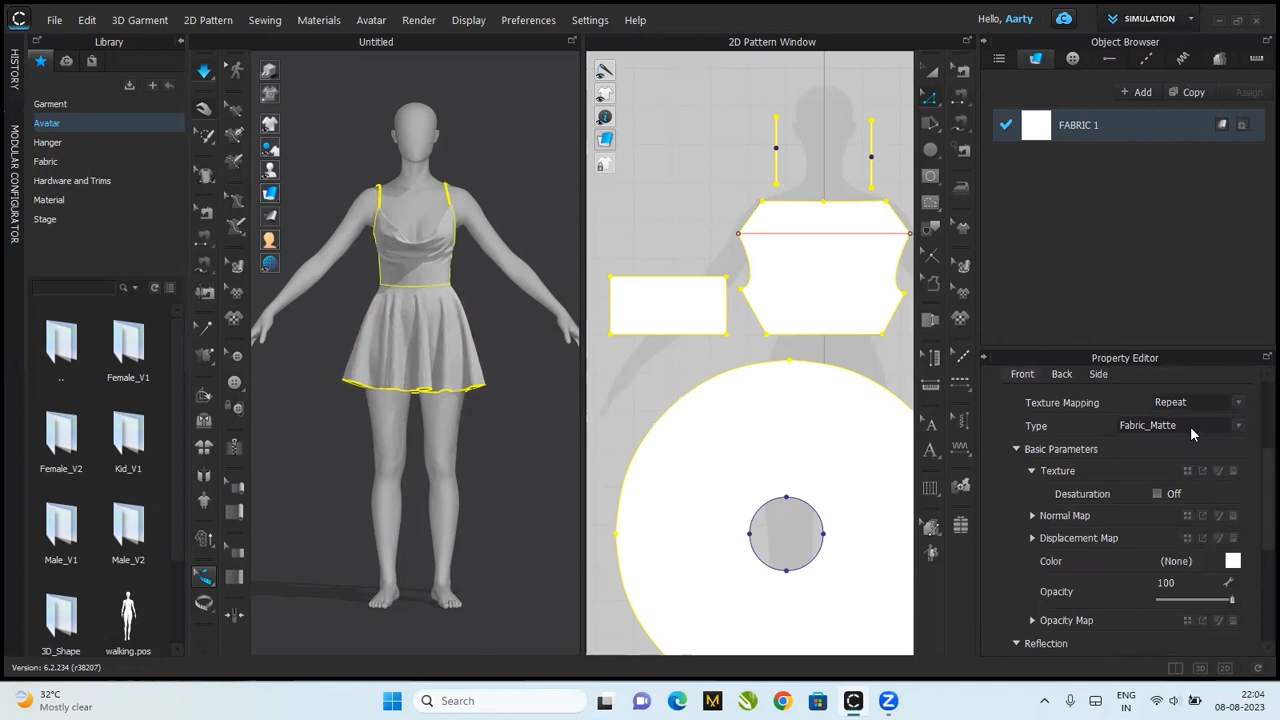 File Edit 3D Garment 2D Pattern Sewing Materials Avatar Render Display Preferences Settings Help
Hello, Aarty
SIMULATION
Library
Untitled
2D Pattern Window
Object Browser
HISTORY
MODULAR CONFIGURATOR
Garment
Avatar
Hanger
Fabric
Hardware and Trims
Material
Stage
..
Female_V1
Female_V2
Kid_V1
Male_V1
Male_V2
3D_Shape
walking.pos
Add Copy Assign
FABRIC 1
Property Editor
Front Back Side
Texture Mapping Repeat
Type Fabric_Matte
Basic Parameters
Texture
Desaturation Off
Normal Map
Displacement Map
Color (None)
Opacity 100
Opacity Map
Reflection
Version: 6.2.234 (r38207)
3D 2D
32°C
Mostly clear
Search
ENG
IN
22:04
08-08-2023